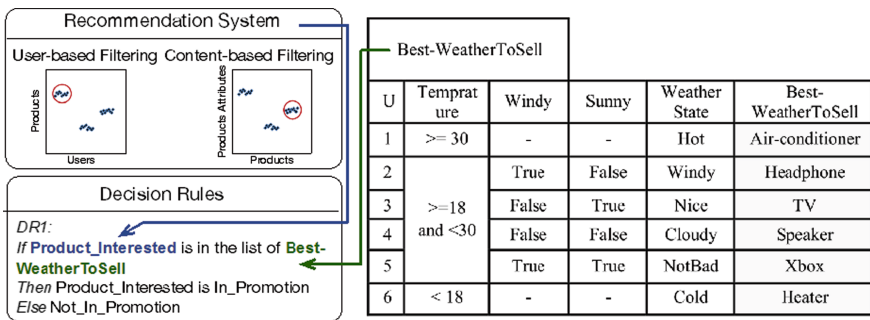 Recommendation System
User-based Filtering
Content-based Filtering
Products
Users
Products Attributes
Products
Decision Rules
DR1:
If Product_Interested is in the list of Best-
WeatherToSell
Then Product_Interested is In_Promotion
Else Not_In_Promotion
Best-WeatherToSell
U Temprat ure Windy Sunny Weather State Best- WeatherToSell
1 >= 30 - - Hot Air-conditioner
2 >=18 and <30 True False Windy Headphone
3 False True Nice TV
4 False False Cloudy Speaker
5 True True NotBad Xbox
6 < 18 - - Cold Heater